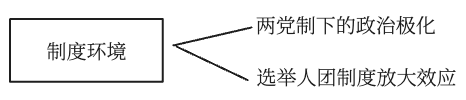 制度环境
两党制下的政治极化
选举人团制度放大效应